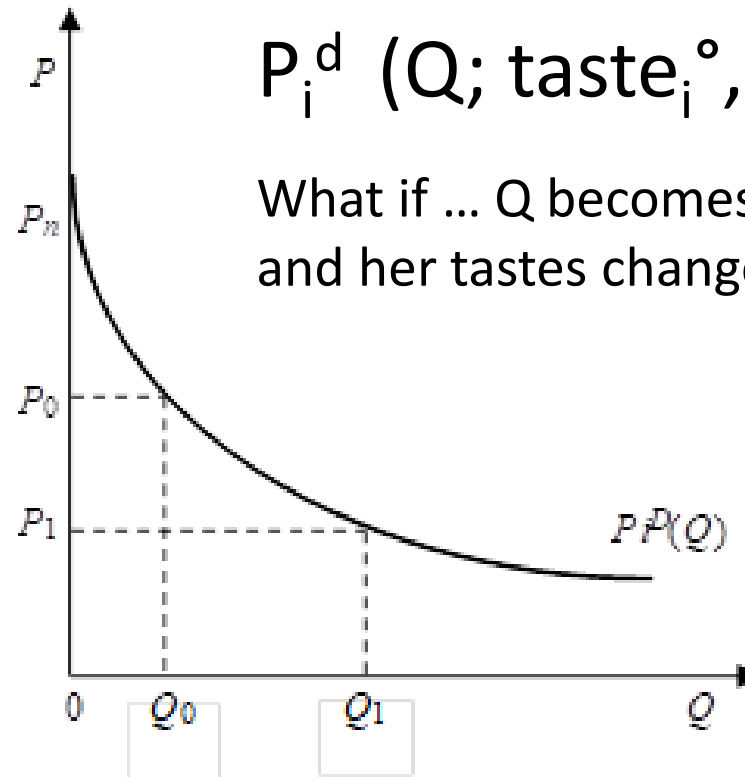 P
Pᵢᵈ (Q; tasteᵢ°,
What if ... Q becomes
and her tastes change
Pₙ
P₀
P₁
0
Q₀
Q₁
Q